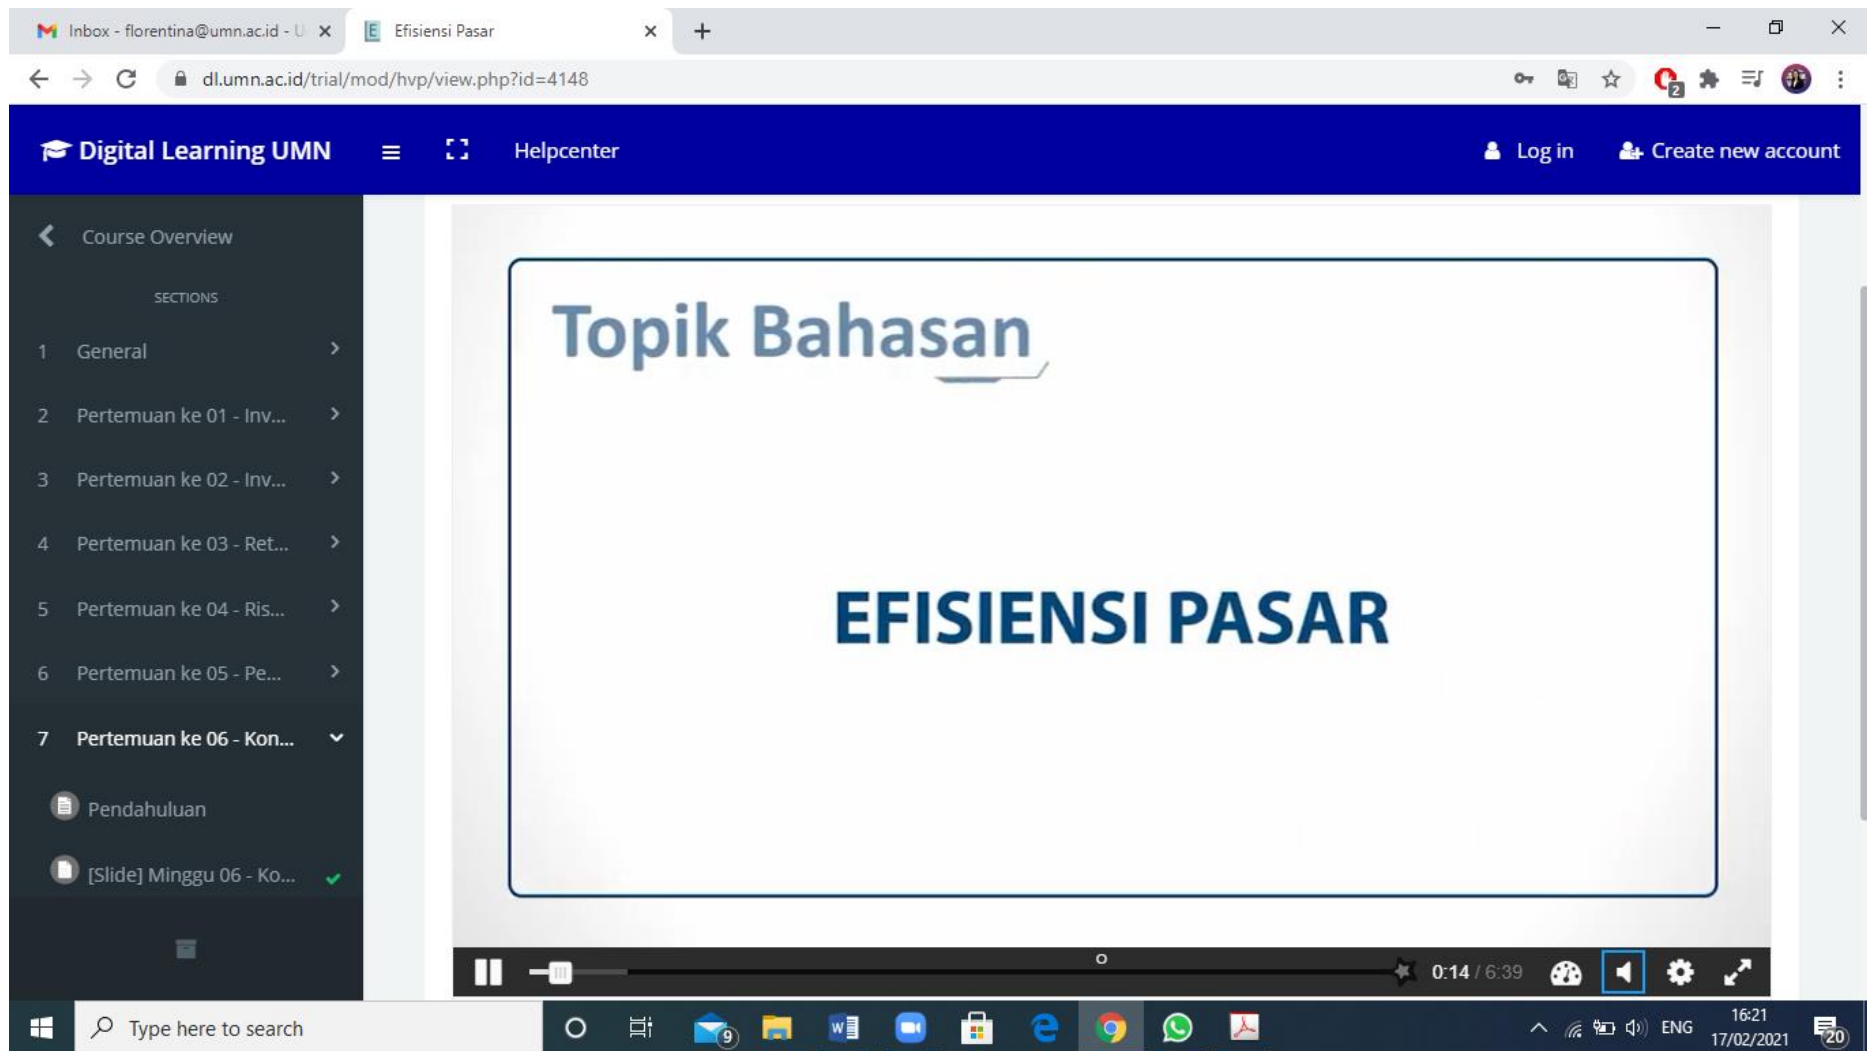 Inbox - florentina@umn.ac.id - U
Efisiensi Pasar
dl.umn.ac.id/trial/mod/hvp/view.php?id=4148
2
Digital Learning UMN
Helpcenter
Log in
Create new account
Course Overview
SECTIONS
1 General
2 Pertemuan ke 01 - Inv...
3 Pertemuan ke 02 - Inv...
4 Pertemuan ke 03 - Ret...
5 Pertemuan ke 04 - Ris...
6 Pertemuan ke 05 - Pe...
7 Pertemuan ke 06 - Kon...
Pendahuluan
[Slide] Minggu 06 - Ko...
Topik Bahasan
EFISIENSI PASAR
0:14 / 6:39
Type here to search
9
ENG
16:21
17/02/2021
20